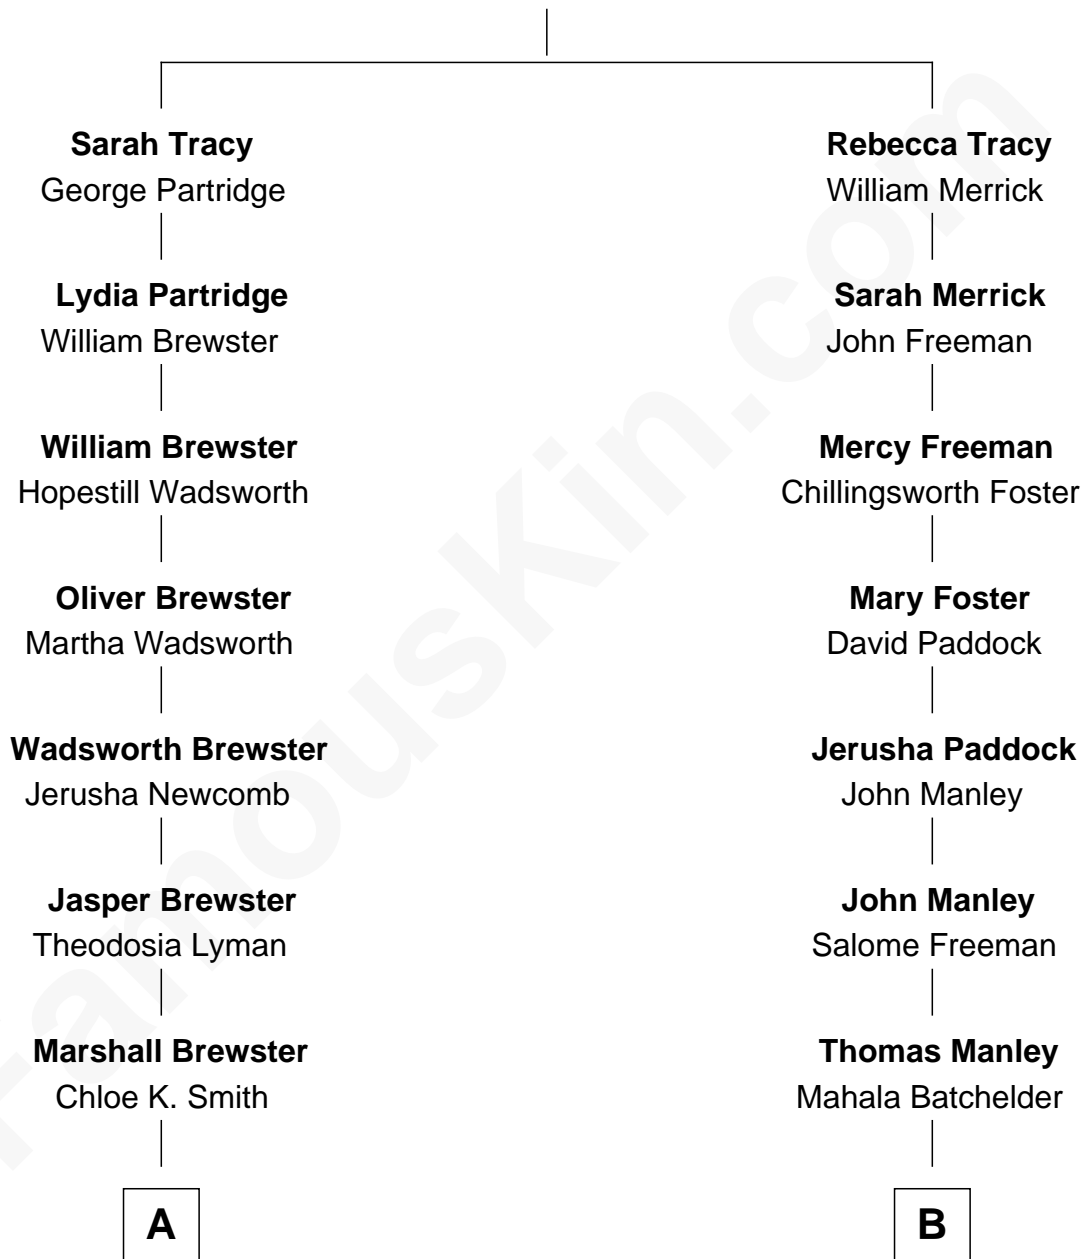 Sarah Tracy
George Partridge
Lydia Partridge
William Brewster
William Brewster
Hopestill Wadsworth
Oliver Brewster
Martha Wadsworth
Wadsworth Brewster
Jerusha Newcomb
Jasper Brewster
Theodosia Lyman
Marshall Brewster
Chloe K. Smith
A
Rebecca Tracy
William Merrick
Sarah Merrick
John Freeman
Mercy Freeman
Chillingsworth Foster
Mary Foster
David Paddock
Jerusha Paddock
John Manley
John Manley
Salome Freeman
Thomas Manley
Mahala Batchelder
B
FamousKin.com